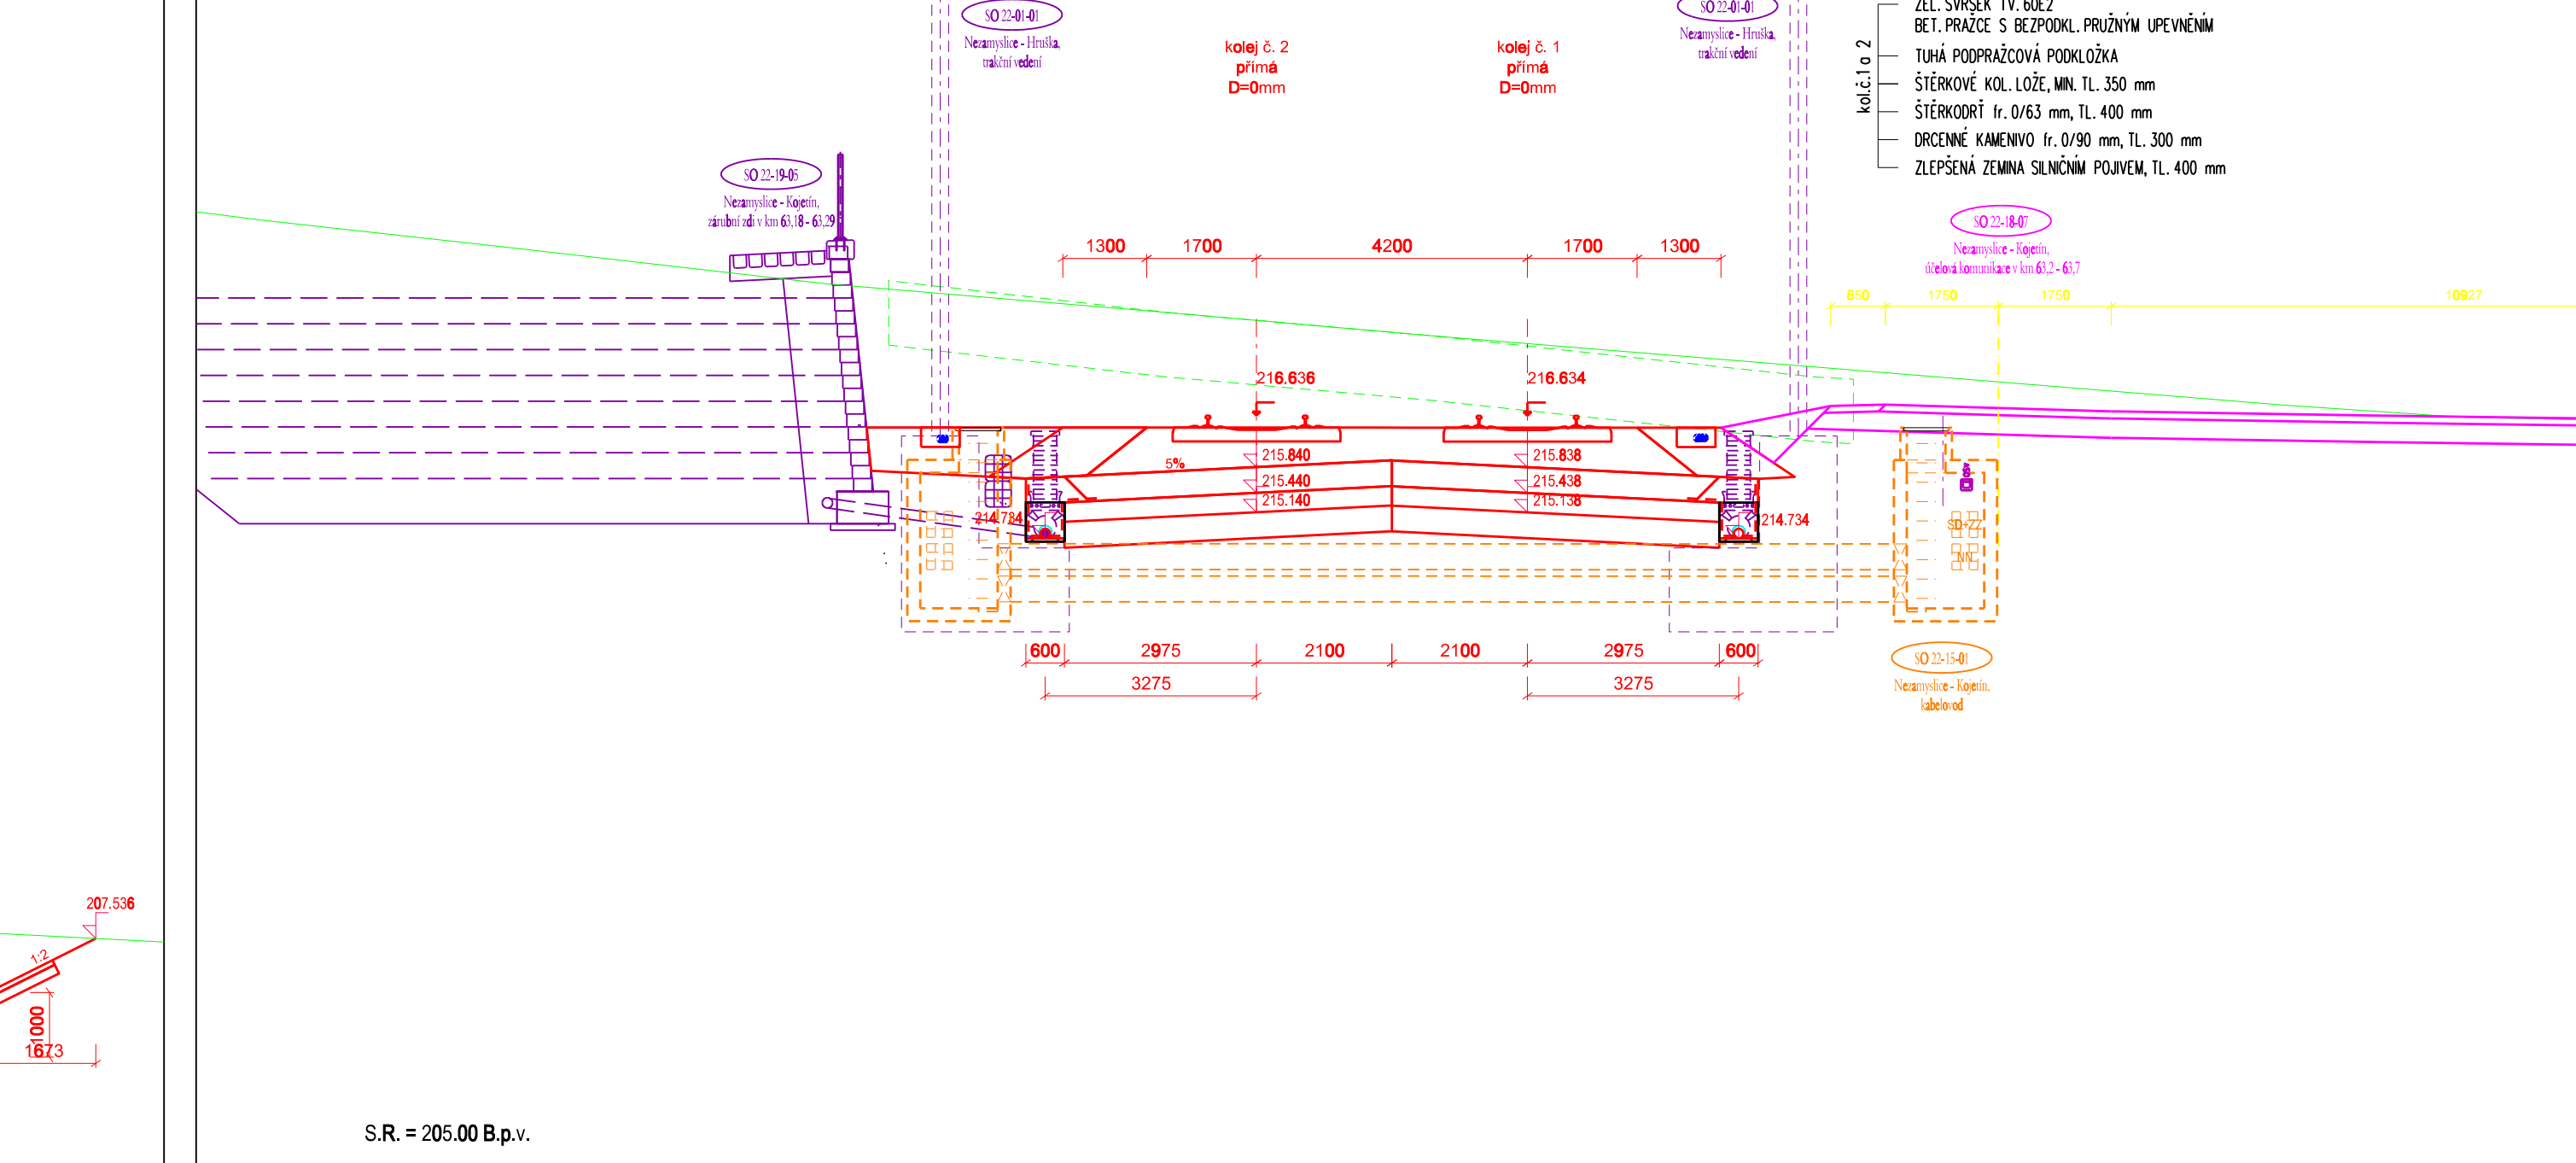 SO 22-01-01
Nezamyslice - Hruška,
trakční vedení
kolej č. 2
přímá
D=0mm
kolej č. 1
přímá
D=0mm
SO 22-01-01
Nezamyslice - Hruška,
trakční vedení
kol.č.1 a 2
ŽEL. SVRŠEK TV. 60E2
BET. PRAŽCE S BEZPODKL. PRUŽNÝM UPEVNĚNÍM
TUHÁ PODPRAŽCOVÁ PODKLOŽKA
ŠTĚRKOVÉ KOL. LOŽE, MIN. TL. 350 mm
ŠTĚRKODRŤ fr. 0/63 mm, TL. 400 mm
DRCENNÉ KAMENIVO fr. 0/90 mm, TL. 300 mm
ZLEPŠENÁ ZEMINA SILNIČNÍM POJIVEM, TL. 400 mm
SO 22-19-05
Nezamyslice - Kojetín,
zárubní zdi v km 63,18 - 63,29
SO 22-18-07
Nezamyslice - Kojetín,
účelová komunikace v km 63,2 - 63,7
1300 1700 4200 1700 1300
850 1750 1750 10927
216.636 216.634
5%
215.840 215.838
215.440 215.438
215.140 215.138
214.734 214.734
SD+ZZ
NN
600 2975 2100 2100 2975 600
3275 3275
SO 22-15-01
Nezamyslice - Kojetín,
kabelovod
207.536
1:2
1000
1673
S.R. = 205.00 B.p.v.